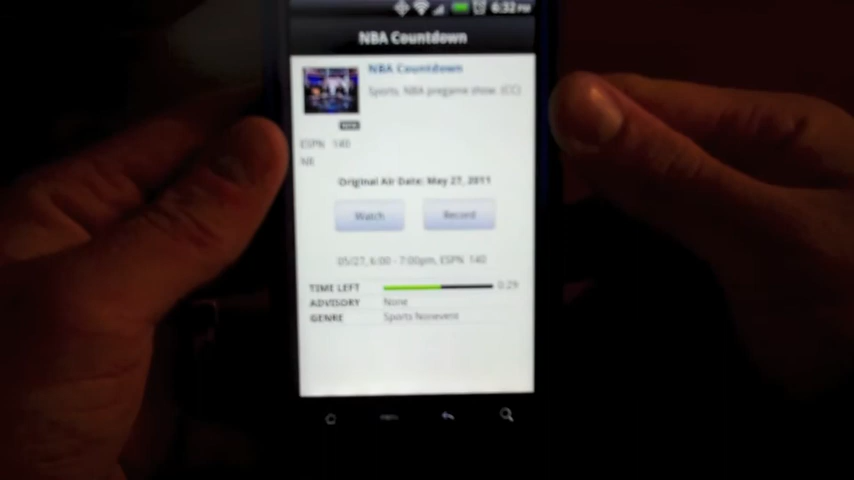 6:32 PM
NBA Countdown
NBA Countdown
Sports, NBA pregame show. (CC)
ESPN 140
NR
Original Air Date: May 27, 2011
Watch
Record
05/27, 6:00 - 7:00pm, ESPN 140
TIME LEFT 0:29
ADVISORY None
GENRE Sports Nonevent